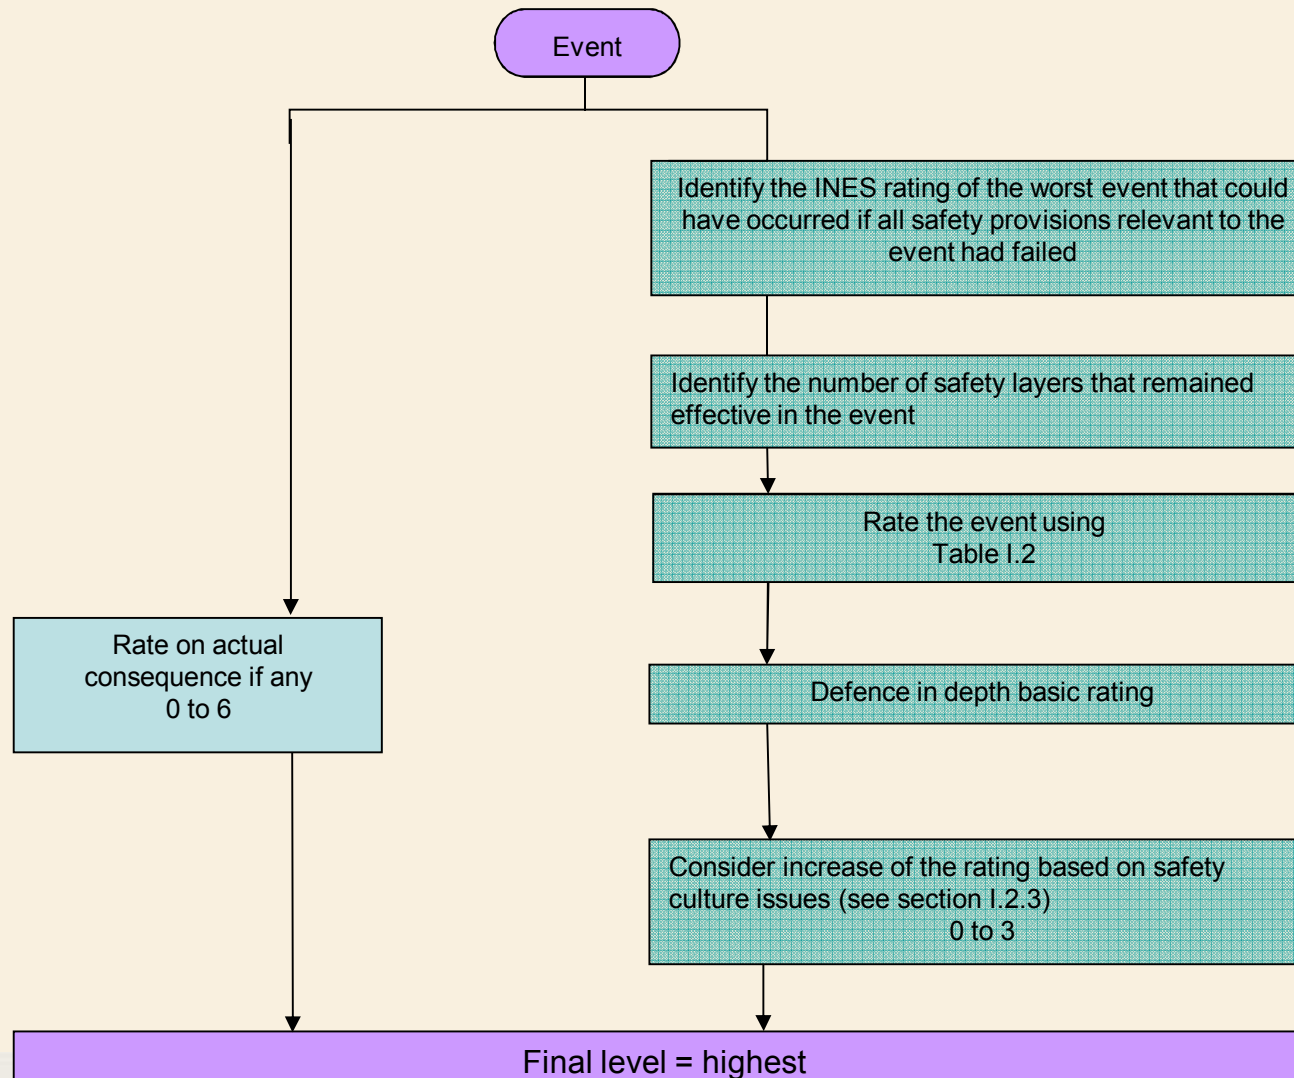 Event
Identify the INES rating of the worst event that could
have occurred if all safety provisions relevant to the
event had failed
Identify the number of safety layers that remained
effective in the event
Rate the event using
Table I.2
Rate on actual
consequence if any
0 to 6
Defence in depth basic rating
Consider increase of the rating based on safety
culture issues (see section I.2.3)
0 to 3
Final level = highest